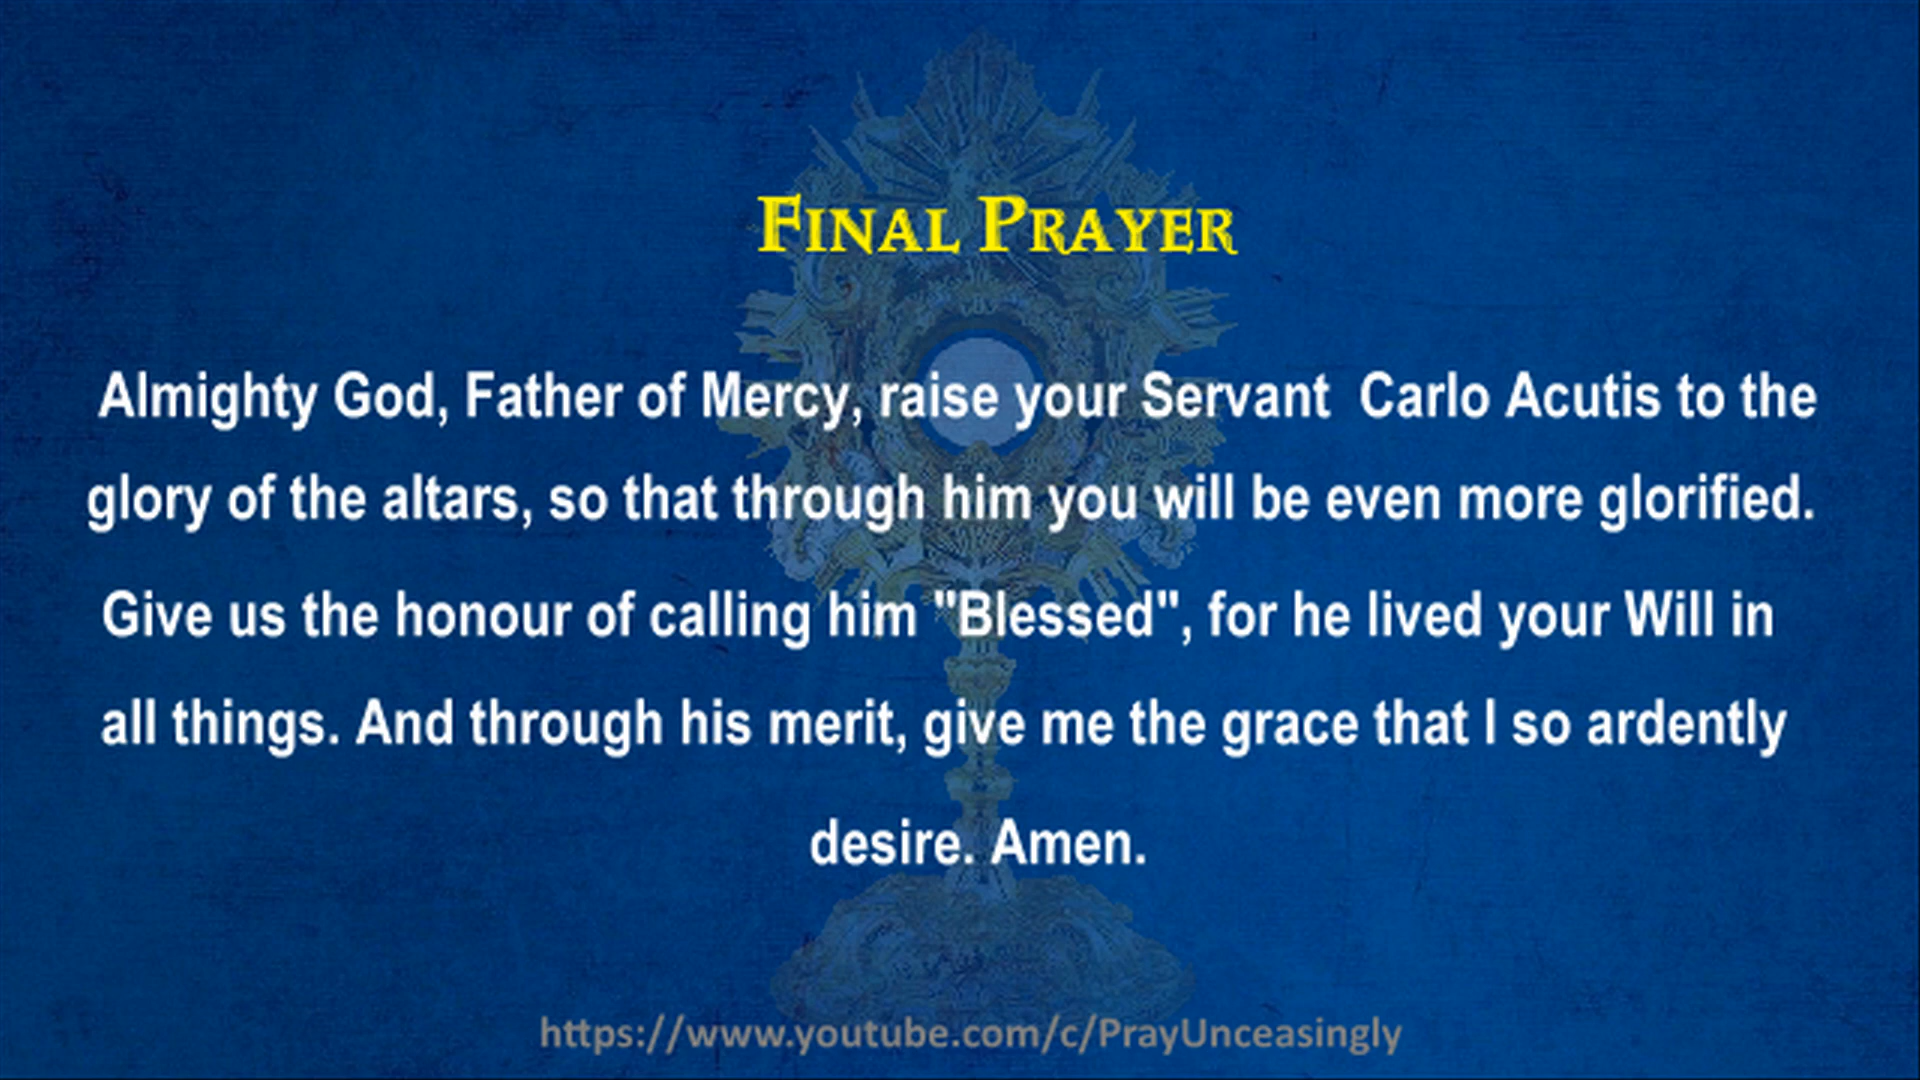 FINAL PRAYER
Almighty God, Father of Mercy, raise your Servant Carlo Acutis to the
glory of the altars, so that through him you will be even more glorified.
Give us the honour of calling him "Blessed", for he lived your Will in
all things. And through his merit, give me the grace that I so ardently
desire. Amen.
https://www.youtube.com/c/PrayUnceasingly